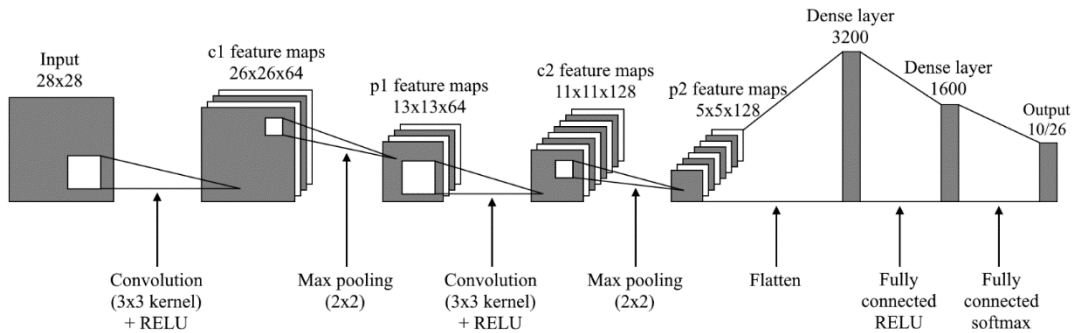 Input
28x28
c1 feature maps
26x26x64
p1 feature maps
13x13x64
c2 feature maps
11x11x128
p2 feature maps
5x5x128
Dense layer
3200
Dense layer
1600
Output
10/26
Convolution
(3x3 kernel)
+ RELU
Max pooling
(2x2)
Convolution
(3x3 kernel)
+ RELU
Max pooling
(2x2)
Flatten
Fully
connected
RELU
Fully
connected
softmax